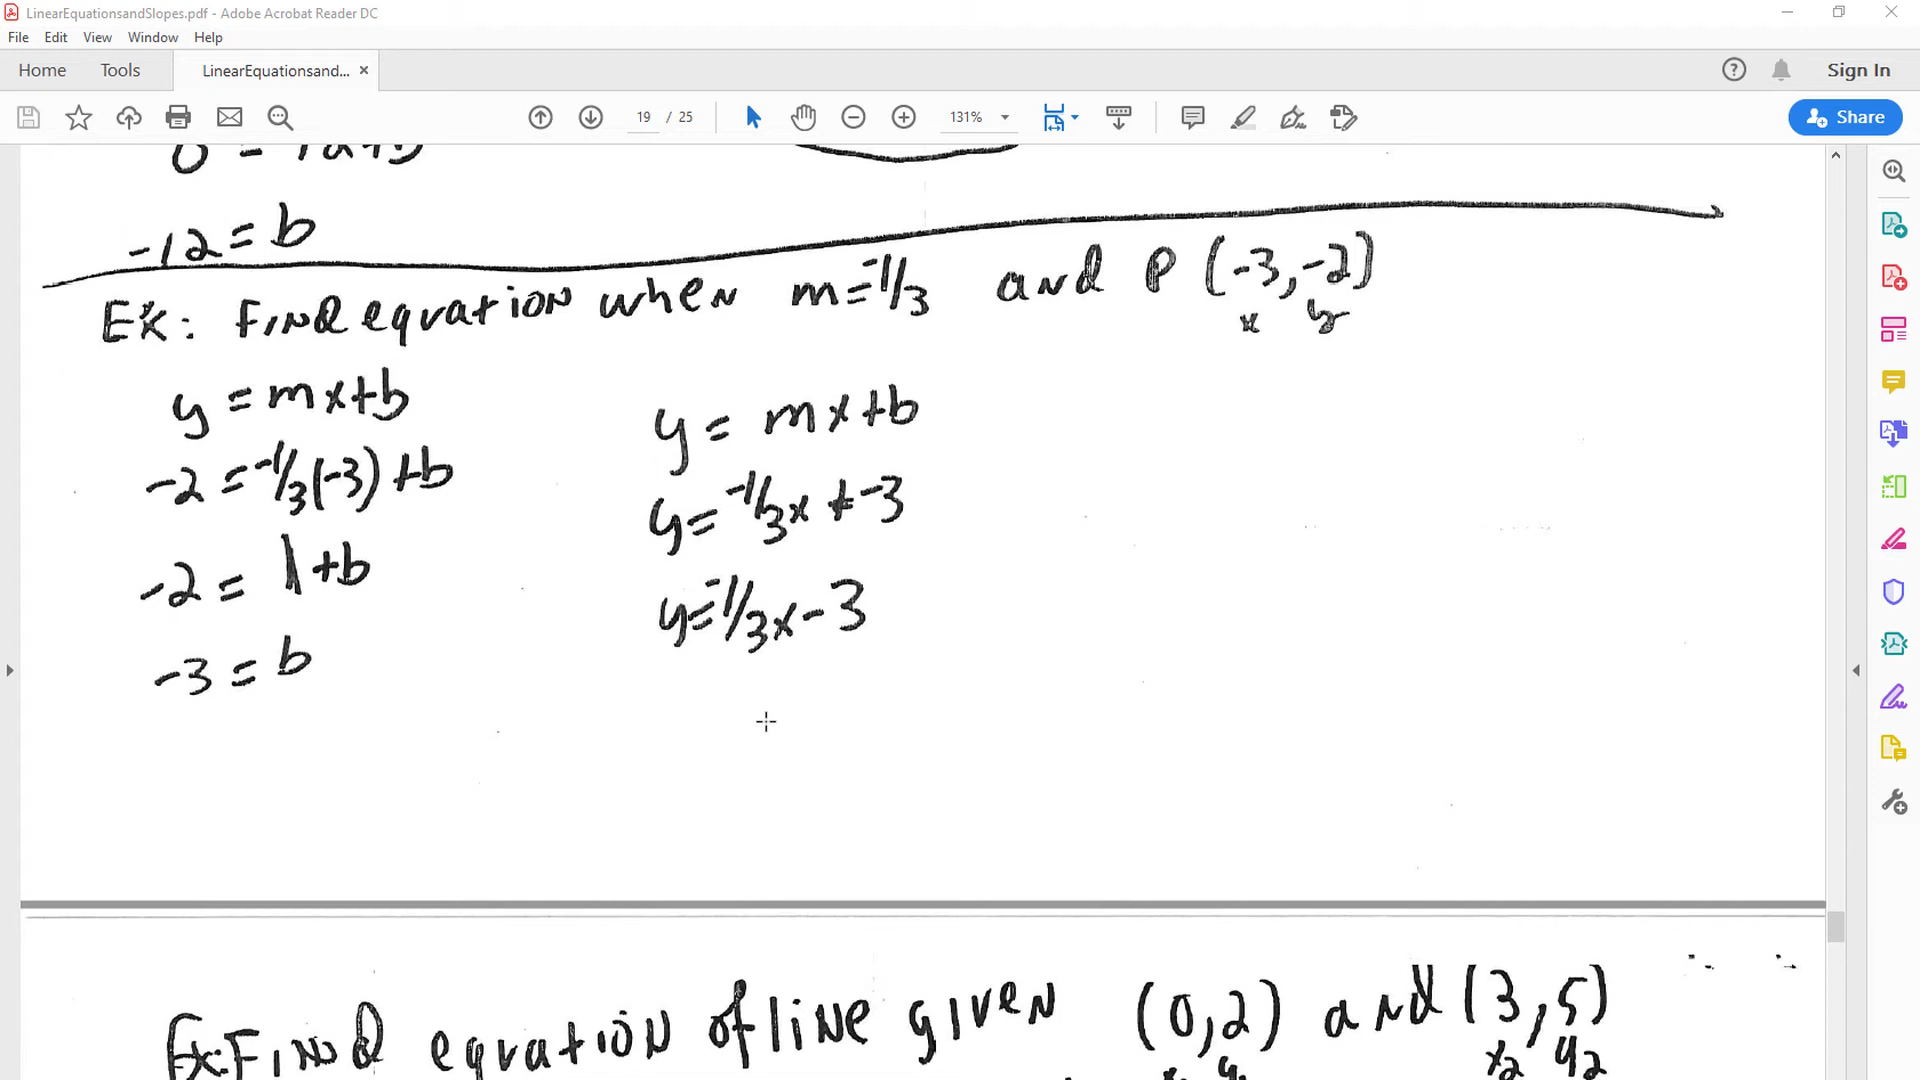 LinearEquationsandSlopes.pdf - Adobe Acrobat Reader DC
File Edit View Window Help
Home Tools LinearEquationsand... × Sign In
19 / 25 131% Share
-12 = b
Ex: Find equation when m = -1/3 and P (-3, -2)
x y
y = mx+b
-2 = -1/3(-3) +b
-2 = 1+b
-3 = b
y = mx+b
y = -1/3x + -3
y = -1/3x - 3
Ex: Find equation of line given (0,2) and (3,5)
x2 y2